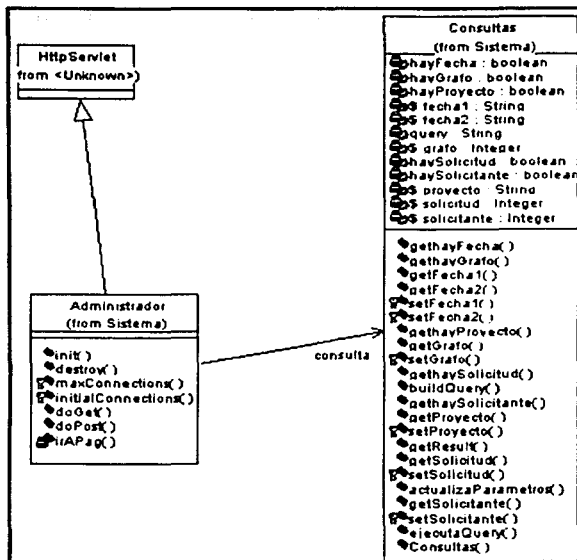 HttpServlet
from <Unknown>)
Administrador
(from Sistema)
init( )
destroy( )
maxConnections( )
initialConnections( )
doGet( )
doPost( )
irAPag( )
consulta
Consultas
(from Sistema)
hayFecha : boolean
hayGrafo : boolean
hayProyecto : boolean
$ fecha1 : String
$ fecha2 : String
query : String
$ grafo : Integer
haySolicitud : boolean
haySolicitante : boolean
$ proyecto : String
$ solicitud : Integer
$ solicitante : Integer
gethayFecha( )
gethayGrafo( )
getFecha1( )
getFecha2( )
setFecha1( )
setFecha2( )
gethayProyecto( )
getGrafo( )
setGrafo( )
gethaySolicitud( )
buildQuery( )
gethaySolicitante( )
getProyecto( )
setProyecto( )
getResult( )
getSolicitud( )
setSolicitud( )
actualizaParametros( )
getSolicitante( )
setSolicitante( )
ejecutaQuery( )
Consultas( )